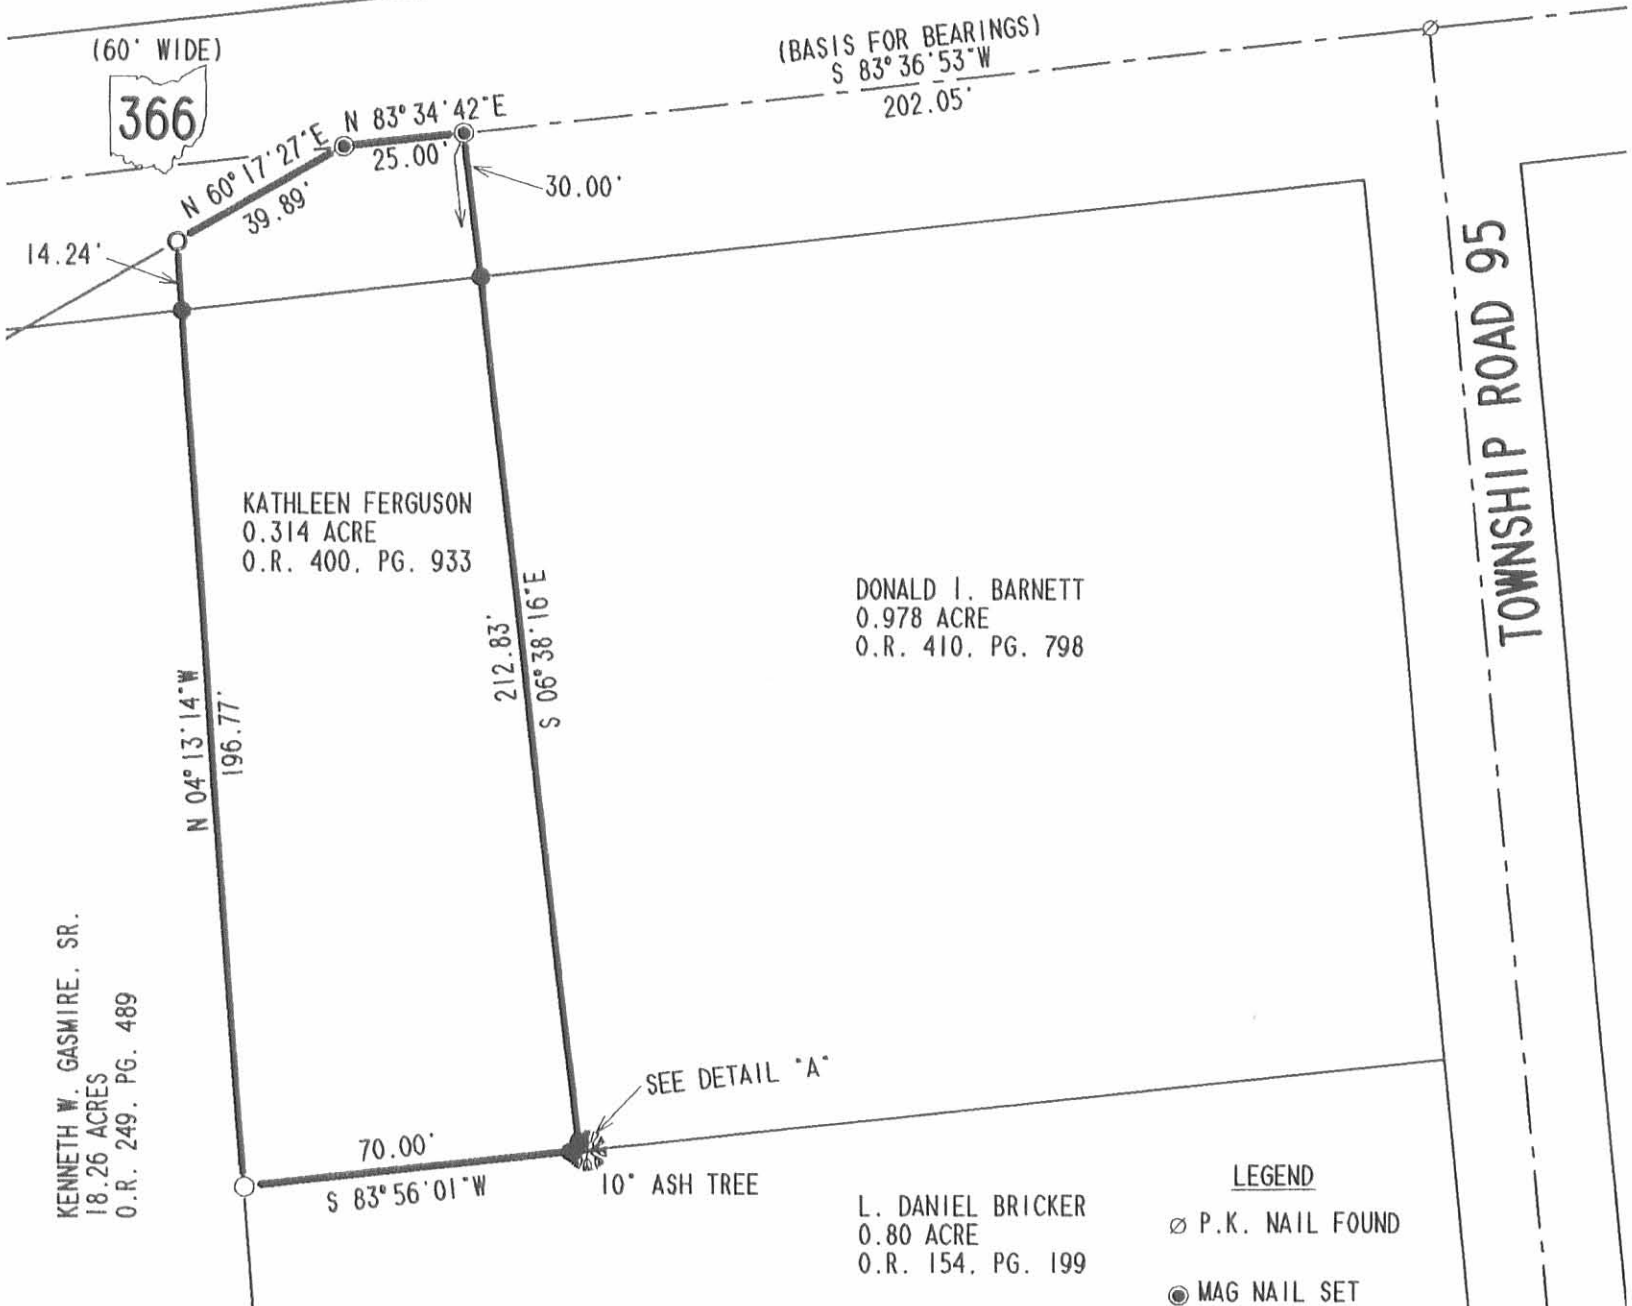 (60' WIDE)
366
(BASIS FOR BEARINGS)
S 83°36'53"W
202.05'
N 83°34'42"E
25.00'
N 60°17'27"E
39.89'
30.00'
14.24'
TOWNSHIP ROAD 95
KATHLEEN FERGUSON
0.314 ACRE
O.R. 400, PG. 933
DONALD I. BARNETT
0.978 ACRE
O.R. 410, PG. 798
212.83'
S 06°38'16"E
N 04°13'14"W
196.77'
KENNETH W. GASMIRE, SR.
18.26 ACRES
O.R. 249, PG. 489
SEE DETAIL "A"
70.00'
S 83°56'01"W
10" ASH TREE
L. DANIEL BRICKER
0.80 ACRE
O.R. 154, PG. 199
LEGEND
P.K. NAIL FOUND
MAG NAIL SET